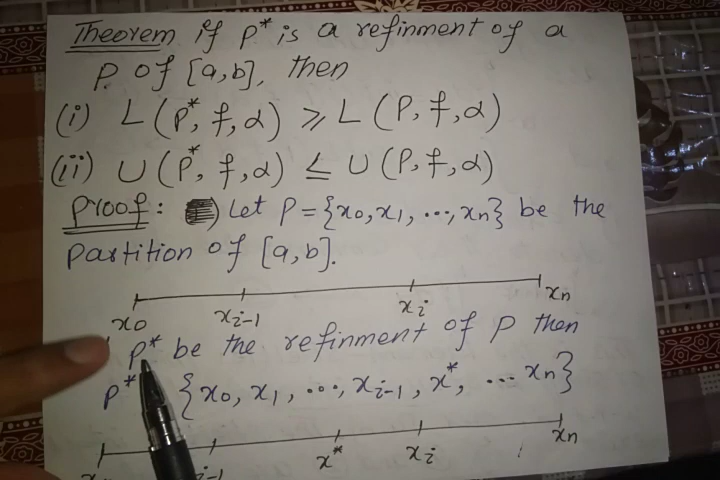 Theorem if P* is a refinment of a
P of [a,b], then
(i) L(P*, f, α) ≥ L(P, f, α)
(ii) U(P*, f, α) ≤ U(P, f, α)
Proof: Let P = {x₀, x₁, ..., xₙ} be the
Partition of [a,b].
x₀ xᵢ₋₁ xᵢ xₙ
P* be the refinment of P then
P* {x₀, x₁, ..., xᵢ₋₁, x*, ... xₙ}
i-1 x* xᵢ xₙ